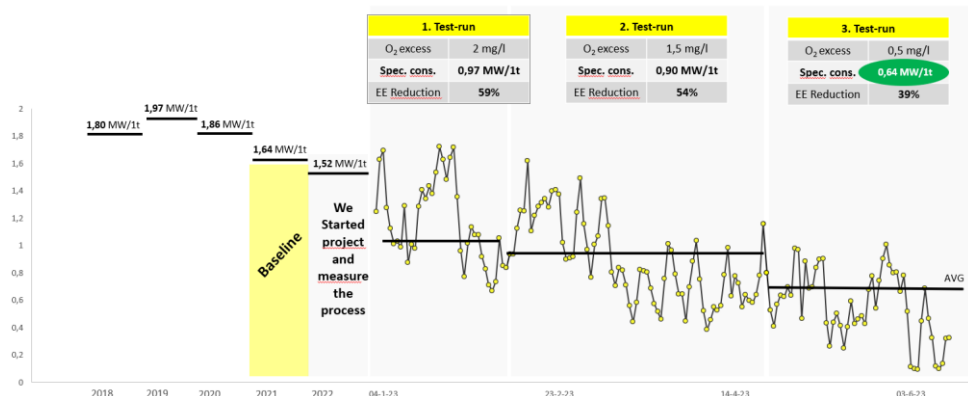 1. Test-run
O₂ excess 2 mg/l
Spec. cons. 0,97 MW/1t
EE Reduction 59%
2. Test-run
O₂ excess 1,5 mg/l
Spec. cons. 0,90 MW/1t
EE Reduction 54%
3. Test-run
O₂ excess 0,5 mg/l
Spec. cons. 0,64 MW/1t
EE Reduction 39%
2
1,8
1,6
1,4
1,2
1
0,8
0,6
0,4
0,2
0
1,80 MW/1t
1,97 MW/1t
1,86 MW/1t
1,64 MW/1t
1,52 MW/1t
Baseline
We
Started
project
and
measure
the
process
AVG
2018 2019 2020 2021 2022 04-1-23 23-2-23 14-4-23 03-6-23